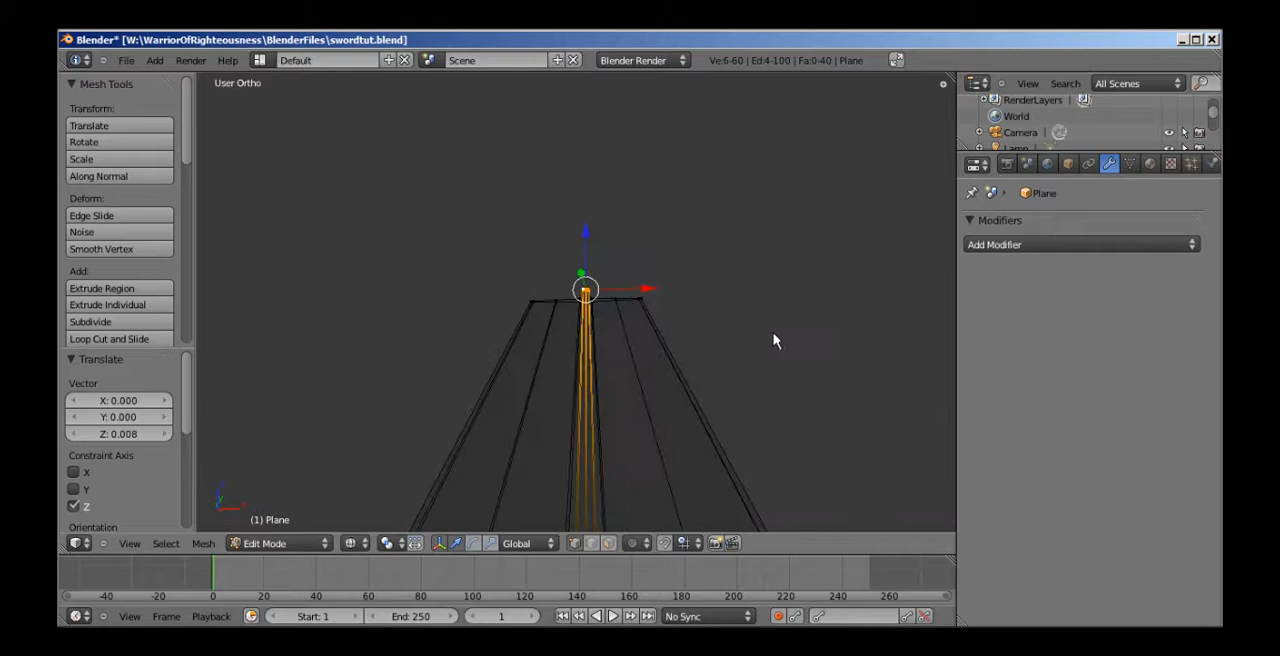 Blender* [W:\WarriorOfRighteousness\BlenderFiles\swordtut.blend]
File Add Render Help Default Scene Blender Render Ve:6-60 | Ed:4-100 | Fa:0-40 | Plane
Mesh Tools
Transform:
Translate
Rotate
Scale
Along Normal
Deform:
Edge Slide
Noise
Smooth Vertex
Add:
Extrude Region
Extrude Individual
Subdivide
Loop Cut and Slide
Translate
Vector
X: 0.000
Y: 0.000
Z: 0.008
Constraint Axis
X
Y
Z
Orientation
User Ortho
(1) Plane
View Select Mesh Edit Mode Global
View Search All Scenes
RenderLayers |
World
Camera |
Plane
Modifiers
Add Modifier
-40 -20 0 20 40 60 80 100 120 140 160 180 200 220 240 260
View Frame Playback Start: 1 End: 250 1 No Sync